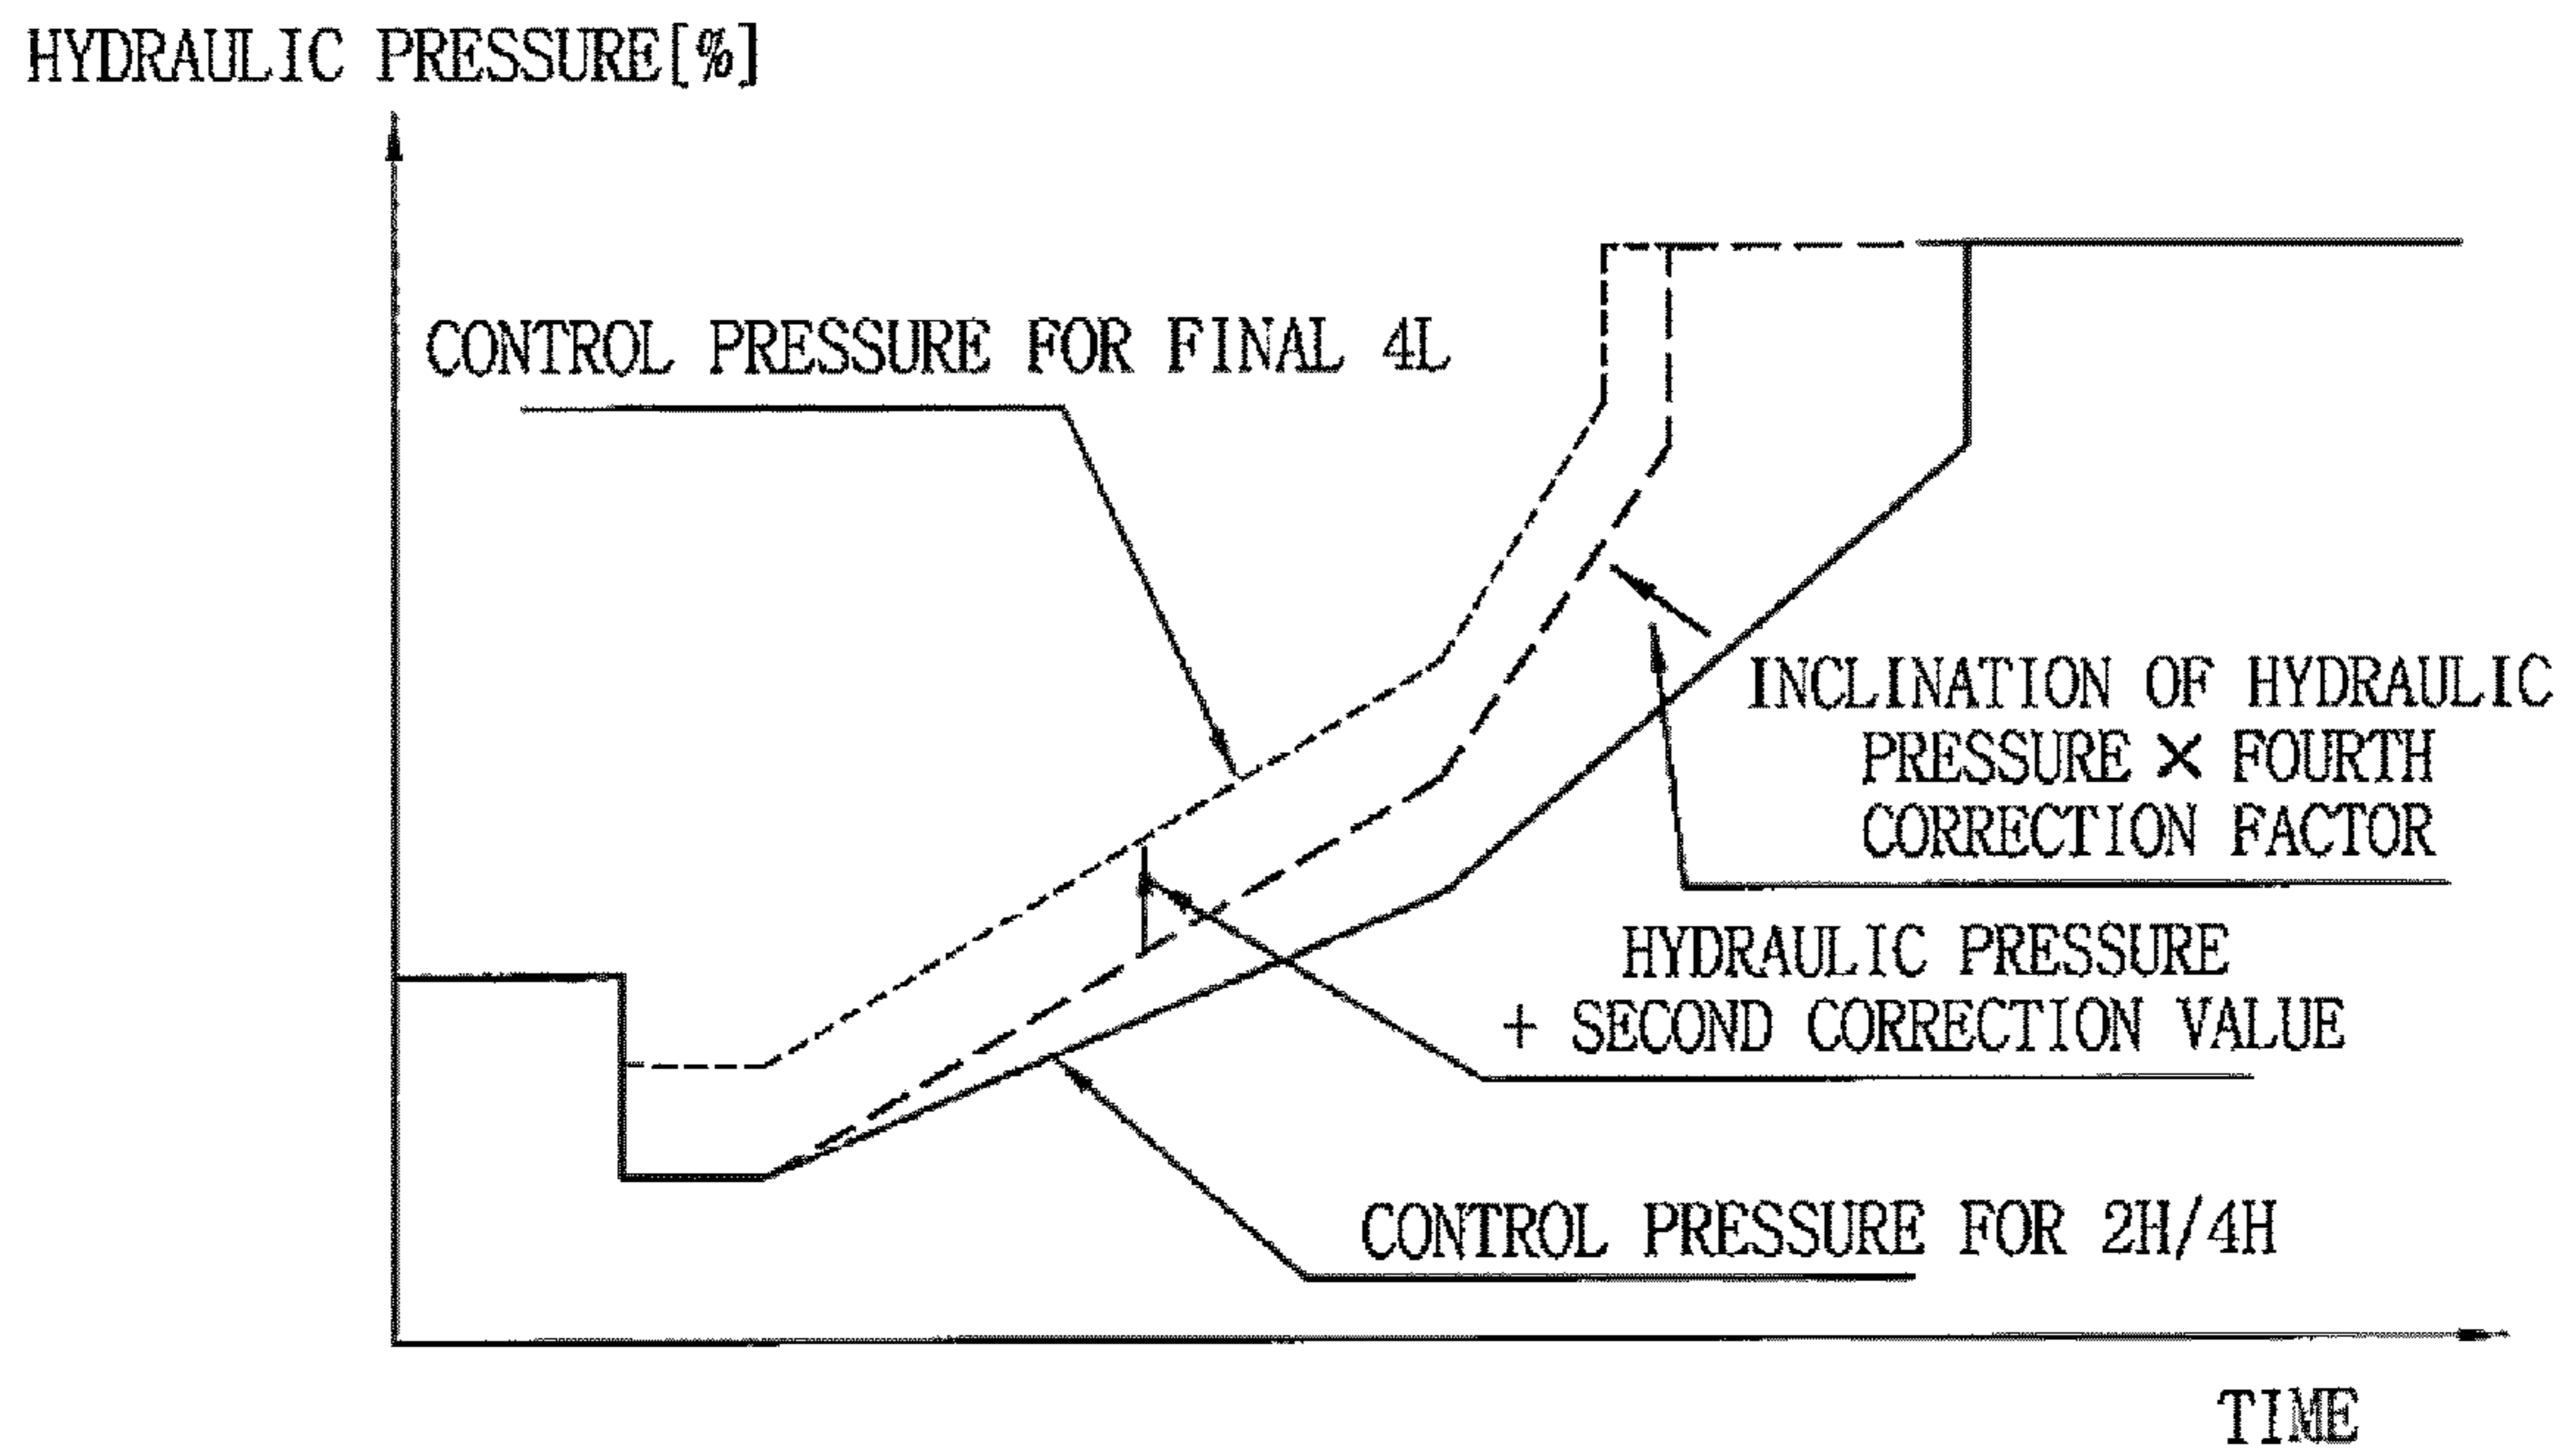 HYDRAULIC PRESSURE[%]
CONTROL PRESSURE FOR FINAL 4L
INCLINATION OF HYDRAULIC
PRESSURE × FOURTH
CORRECTION FACTOR
HYDRAULIC PRESSURE
+ SECOND CORRECTION VALUE
CONTROL PRESSURE FOR 2H/4H
TIME